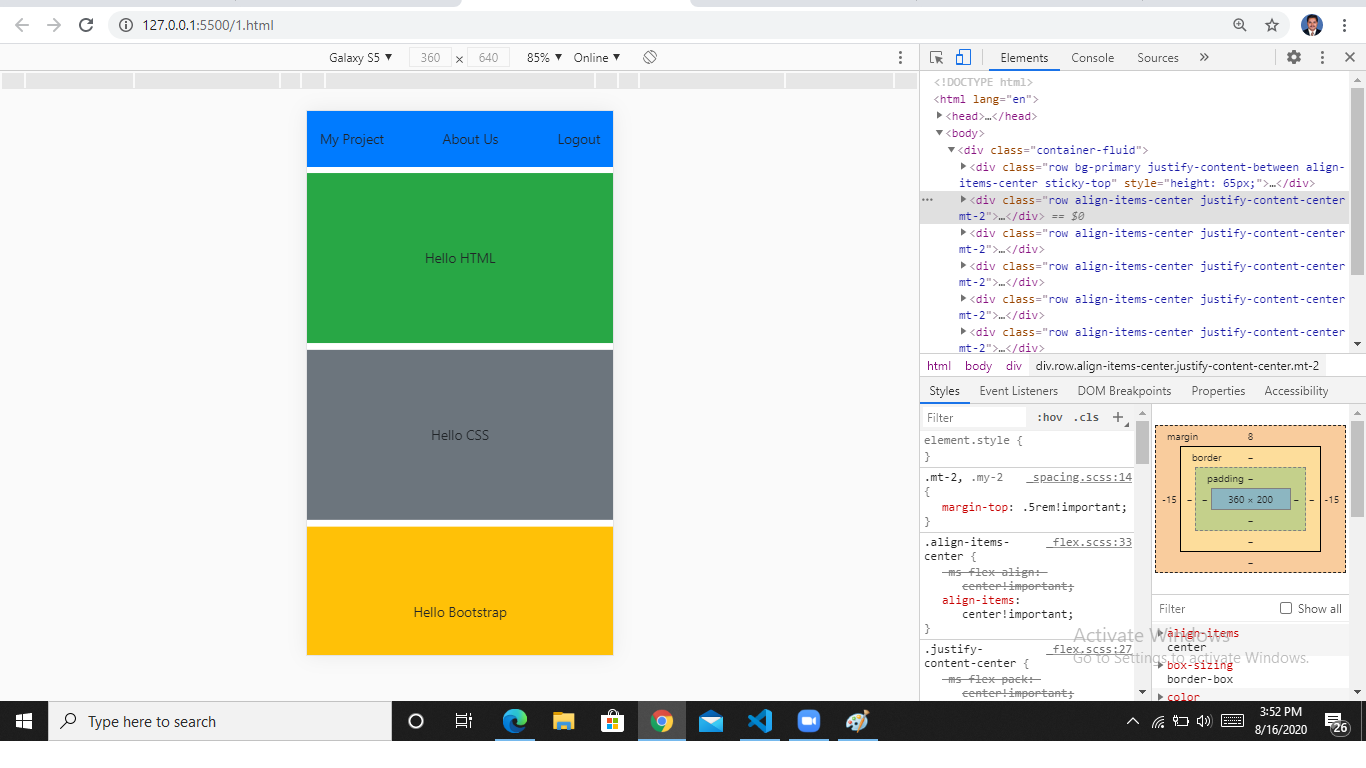 127.0.0.1:5500/1.html
Galaxy S5 ▼ 360 x 640 85% ▼ Online ▼
Elements Console Sources »
My Project About Us Logout
Hello HTML
Hello CSS
Hello Bootstrap
<!DOCTYPE html>
<html lang="en">
▶<head>…</head>
▼<body>
▼<div class="container-fluid">
▶<div class="row bg-primary justify-content-between align-
items-center sticky-top" style="height: 65px;">…</div>
… ▶<div class="row align-items-center justify-content-center
mt-2">…</div> == $0
▶<div class="row align-items-center justify-content-center
mt-2">…</div>
▶<div class="row align-items-center justify-content-center
mt-2">…</div>
▶<div class="row align-items-center justify-content-center
mt-2">…</div>
▶<div class="row align-items-center justify-content-center
mt-2">…</div>
html body div div.row.align-items-center.justify-content-center.mt-2
Styles Event Listeners DOM Breakpoints Properties Accessibility
Filter :hov .cls +
element.style {
}
.mt-2, .my-2 _spacing.scss:14
{
margin-top: .5rem!important;
}
.align-items- _flex.scss:33
center {
-ms-flex-align:
center!important;
align-items:
center!important;
}
.justify- _flex.scss:27
content-center {
-ms-flex-pack:
center!important;
margin 8
border –
padding –
-15 – – 360 × 200 – – -15
–
–
–
Filter Show all
▶align-items
center
▶box-sizing
border-box
▶color
Activate Windows
Go to Settings to activate Windows.
Type here to search
3:52 PM
8/16/2020
26